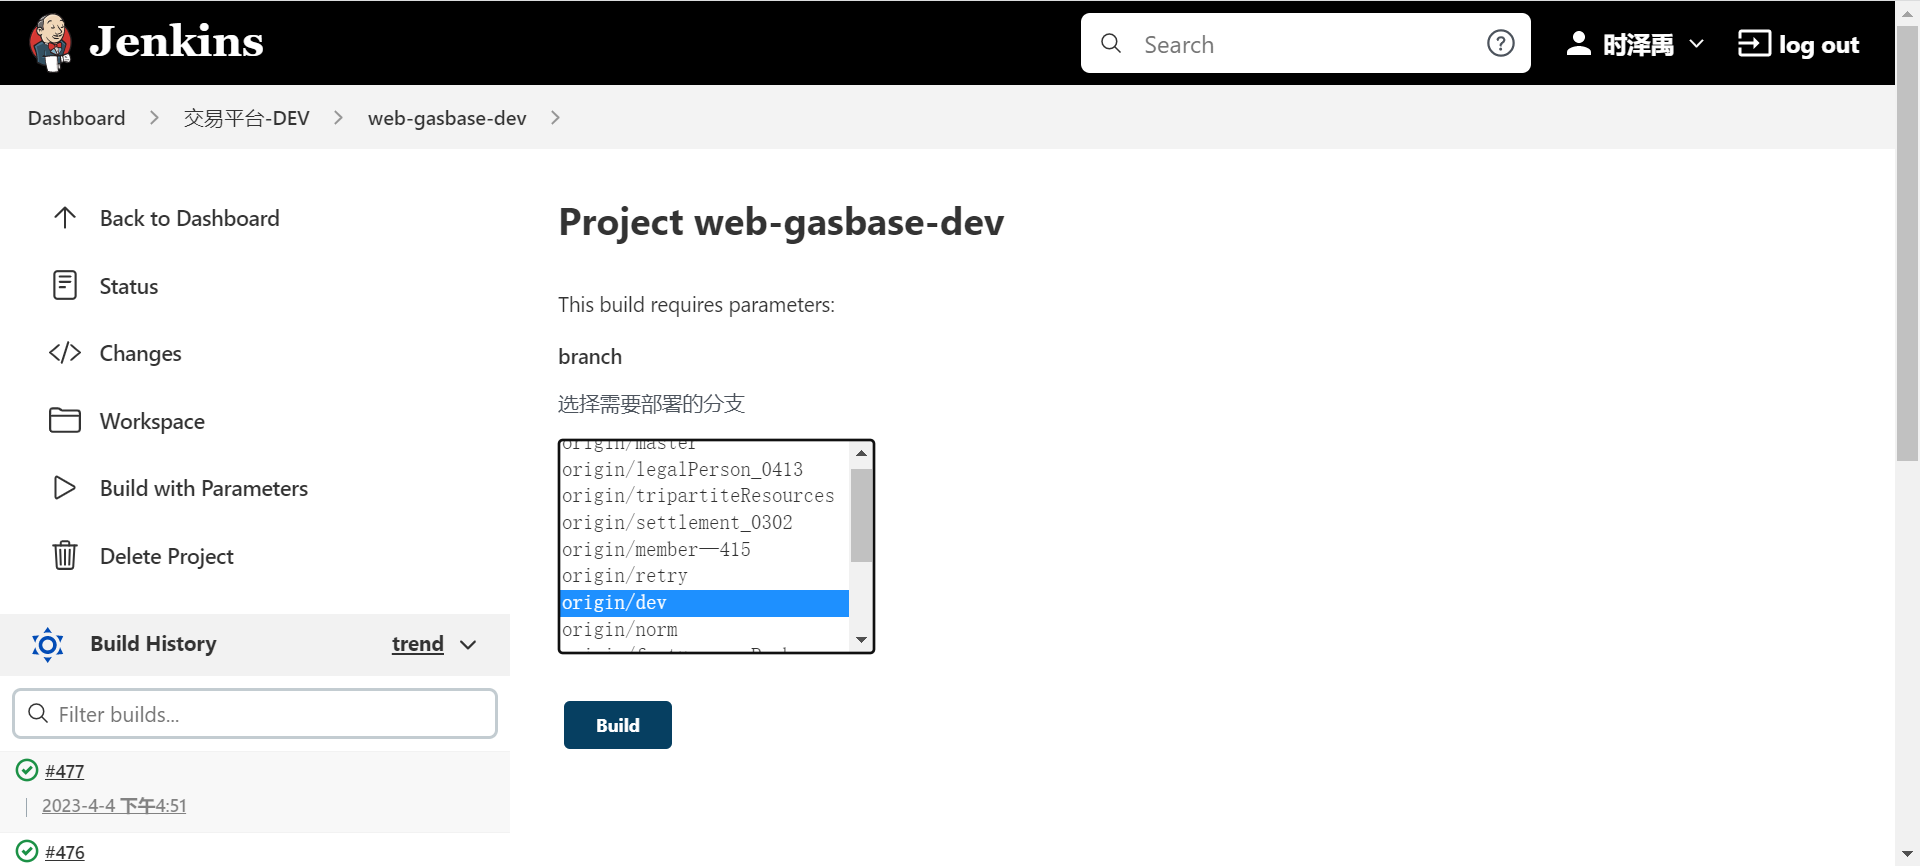 Jenkins
Search
时泽禹
log out
Dashboard
交易平台-DEV
web-gasbase-dev
Back to Dashboard
Status
Changes
Workspace
Build with Parameters
Delete Project
Build History
trend
Filter builds...
#477
2023-4-4 下午4:51
#476
Project web-gasbase-dev
This build requires parameters:
branch
选择需要部署的分支
origin/master
origin/legalPerson_0413
origin/tripartiteResources
origin/settlement_0302
origin/member—415
origin/retry
origin/dev
origin/norm
Build